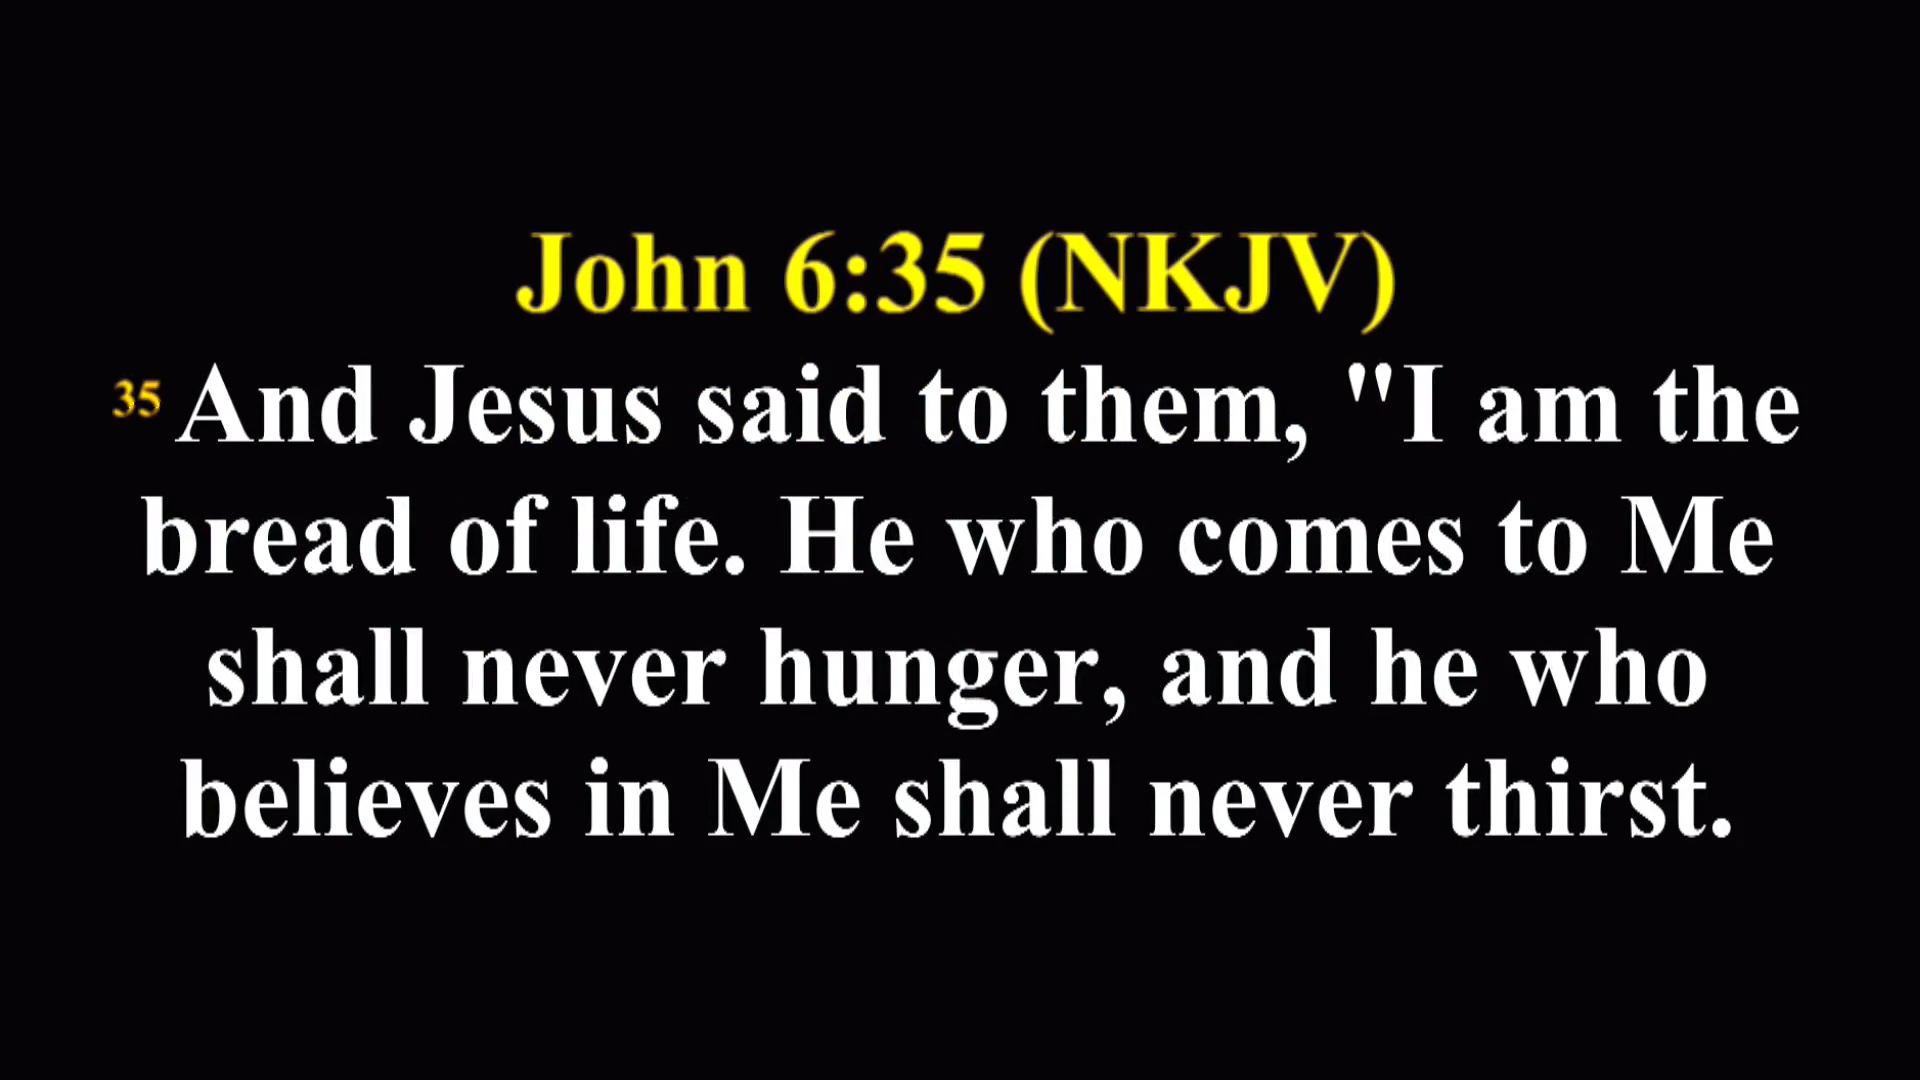 John 6:35 (NKJV)
35 And Jesus said to them, "I am the
bread of life. He who comes to Me
shall never hunger, and he who
believes in Me shall never thirst.